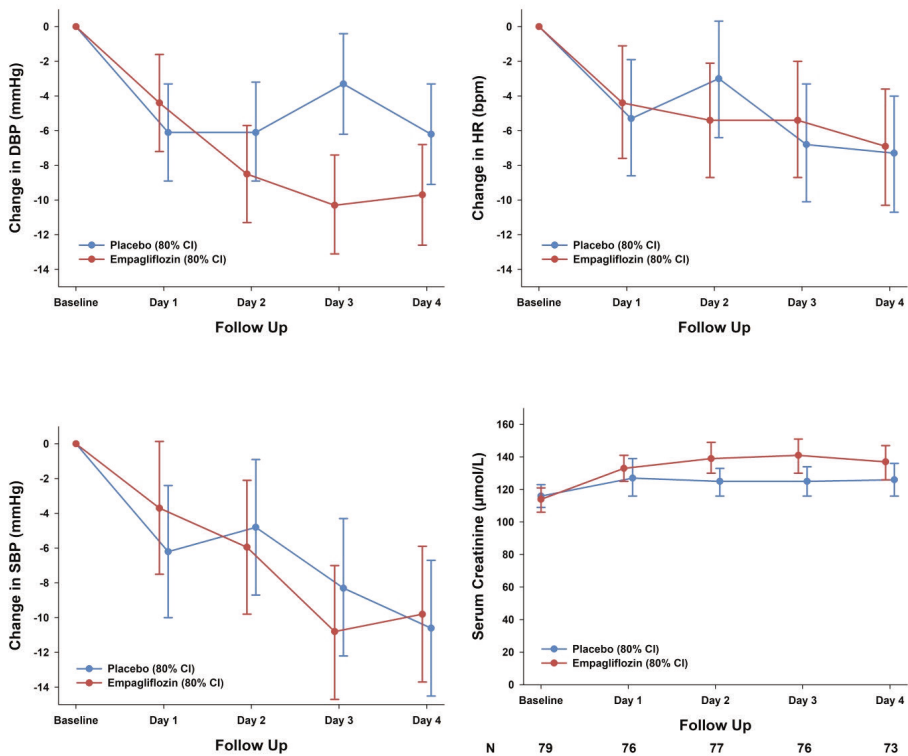 Change in DBP (mmHg)
0
-2
-4
-6
-8
-10
-12
-14
Placebo (80% CI)
Empagliflozin (80% CI)
Baseline Day 1 Day 2 Day 3 Day 4
Follow Up
Change in HR (bpm)
0
-2
-4
-6
-8
-10
-12
-14
Placebo (80% CI)
Empagliflozin (80% CI)
Baseline Day 1 Day 2 Day 3 Day 4
Follow Up
Change in SBP (mmHg)
0
-2
-4
-6
-8
-10
-12
-14
Placebo (80% CI)
Empagliflozin (80% CI)
Baseline Day 1 Day 2 Day 3 Day 4
Follow Up
Serum Creatinine (μmol/L)
160
140
120
100
80
60
40
20
0
Placebo (80% CI)
Empagliflozin (80% CI)
Baseline Day 1 Day 2 Day 3 Day 4
Follow Up
N 79 76 77 76 73